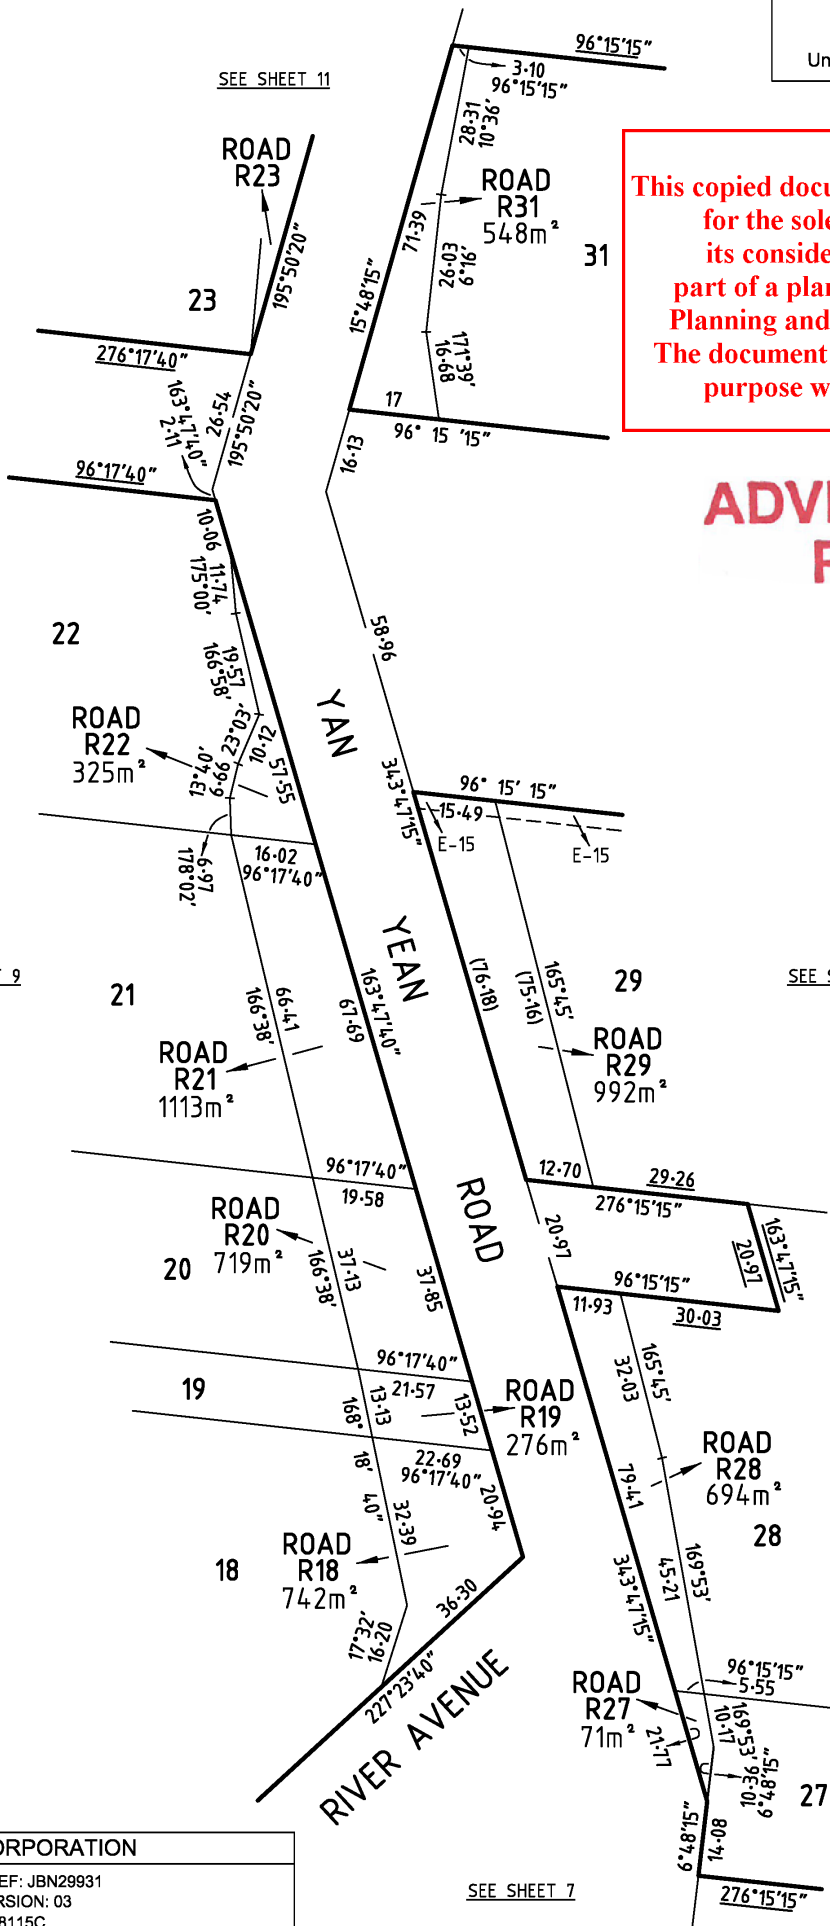 96°15'15"
Un
SEE SHEET 11
3·10
96°15'15"
28·31
10°36'
ROAD
R23
This copied docu
for the sole
its conside
part of a plan
Planning and
The document
purpose w
ROAD
R31
548m²
71·39
31
26·03
6°16'
195°50'20"
15°48'15"
23
276°17'40"
171°39'
16·68
163°47'40"
2·11
26·54
195°50'20"
17
96° 15 '15"
16·13
96°17'40"
ADV
10·06
11·74
175°00'
58·96
22
19·57
166°58'
YAN
ROAD
R22
325m²
23°03'
10·12
13°40'
6·66
57·55
343°47'15"
96° 15' 15"
15·49
E-15
E-15
16·02
96°17'40"
6·97
178°02'
YEAN
9
21
66·41
166°38'
163°47'40"
67·69
(76·18)
(75·16)
165°45'
29
SEE
ROAD
R21
1113m²
ROAD
R29
992m²
96°17'40"
19·58
12·70
29·26
276°15'15"
ROAD
ROAD
R20
719m²
20
37·13
166°38'
37·85
20·97
163°47'15"
20·97
96°15'15"
11·93
30·03
96°17'40"
21·57
19
13·13
13·52
ROAD
R19
276m²
165°45'
32·03
168°
18'
40"
22·69
96°17'40"
20·94
32·39
ROAD
R28
694m²
79·41
28
18
ROAD
R18
742m²
36·30
17°32'
16·20
227°23'40"
343°47'15"
169°53'
45·21
RIVER AVENUE
ROAD
R27
71m²
96°15'15"
5·55
169°53'
10·17
21·77
10·36
6°48'15"
27
6°48'15"
14·08
ORPORATION
EF: JBN29931
RSION: 03
8115C
SEE SHEET 7
276°15'15"